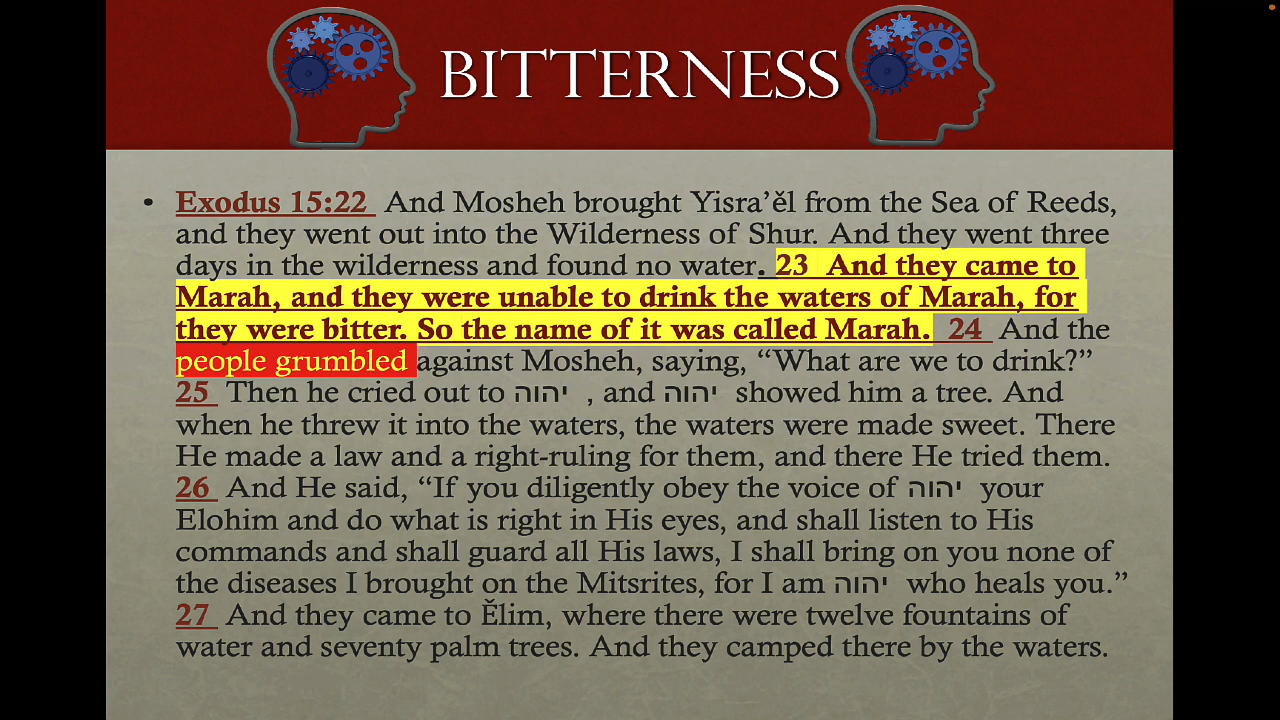 BITTERNESS
• Exodus 15:22 And Mosheh brought Yisra’ĕl from the Sea of Reeds,
and they went out into the Wilderness of Shur. And they went three
days in the wilderness and found no water. 23 And they came to
Marah, and they were unable to drink the waters of Marah, for
they were bitter. So the name of it was called Marah. 24 And the
people grumbled against Mosheh, saying, “What are we to drink?”
25 Then he cried out to יהוה , and יהוה showed him a tree. And
when he threw it into the waters, the waters were made sweet. There
He made a law and a right-ruling for them, and there He tried them.
26 And He said, “If you diligently obey the voice of יהוה your
Elohim and do what is right in His eyes, and shall listen to His
commands and shall guard all His laws, I shall bring on you none of
the diseases I brought on the Mitsrites, for I am יהוה who heals you.”
27 And they came to Ĕlim, where there were twelve fountains of
water and seventy palm trees. And they camped there by the waters.